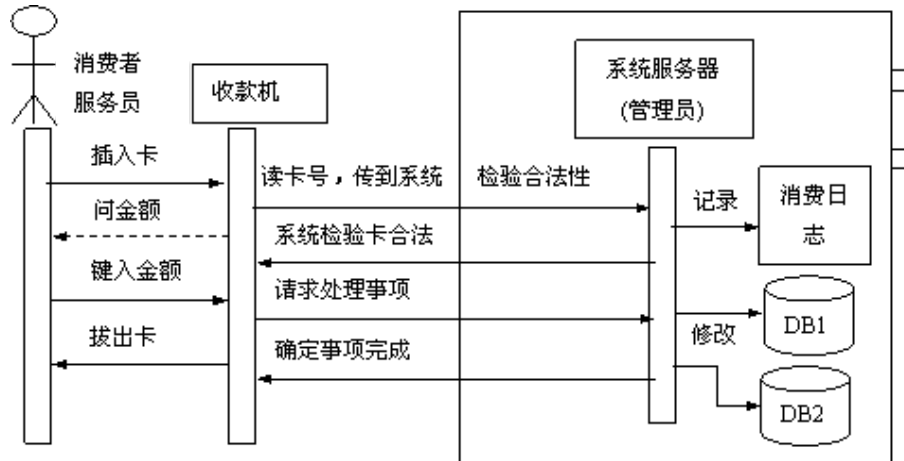 消费者
服务员
收款机
系统服务器
(管理员)
插入卡
读卡号，传到系统
检验合法性
记录
消费日
志
问金额
系统检验卡合法
键入金额
请求处理事项
DB1
修改
拔出卡
确定事项完成
DB2